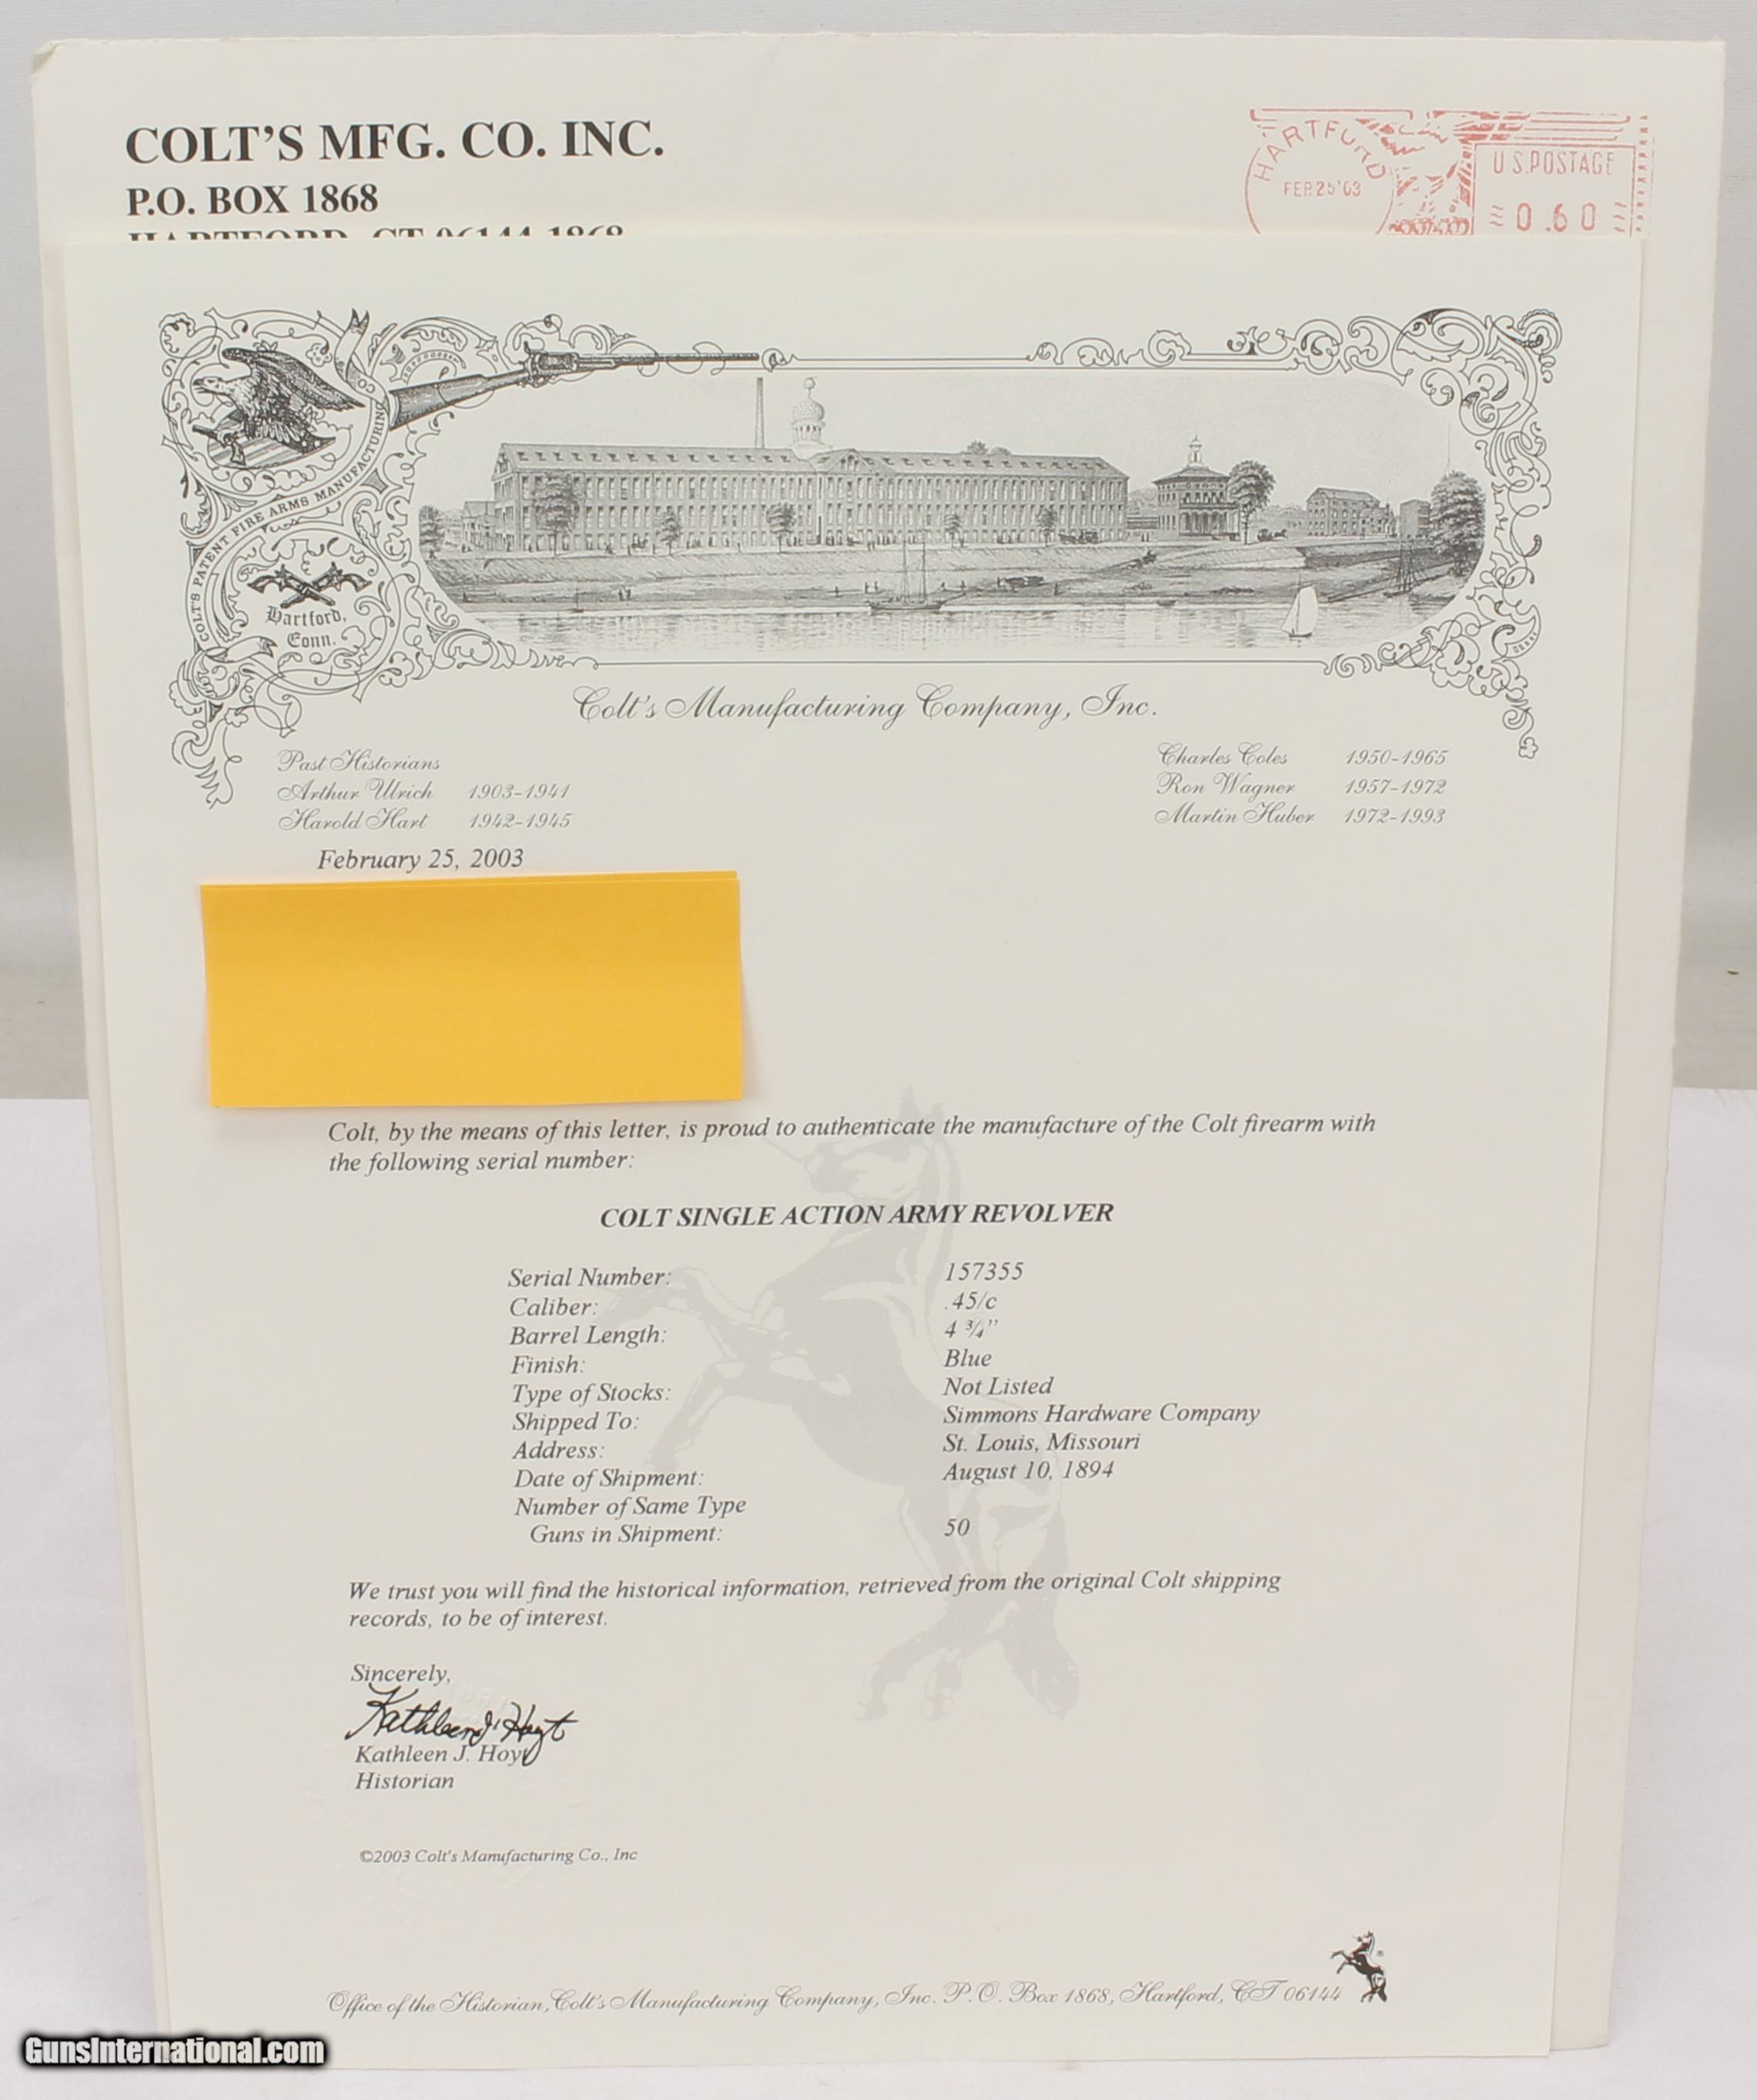 COLT'S MFG. CO. INC.
P.O. BOX 1868
HARTFORD, CT 06144-1868
HARTFORD
FEB 25 '03
U.S. POSTAGE
0.60
COLT'S PATENT FIRE ARMS MANUFACTURING CO
Hartford,
Conn.
Colt's Manufacturing Company, Inc.
Past Historians
Arthur Ulrich 1903-1941
Harold Hart 1942-1945
Charles Coles 1950-1965
Ron Wagner 1957-1972
Martin Huber 1972-1993
February 25, 2003
Colt, by the means of this letter, is proud to authenticate the manufacture of the Colt firearm with
the following serial number:
COLT SINGLE ACTION ARMY REVOLVER
Serial Number: 157355
Caliber: .45/c
Barrel Length: 4 ¾"
Finish: Blue
Type of Stocks: Not Listed
Shipped To: Simmons Hardware Company
Address: St. Louis, Missouri
Date of Shipment: August 10, 1894
Number of Same Type
Guns in Shipment: 50
We trust you will find the historical information, retrieved from the original Colt shipping
records, to be of interest.
Sincerely,
Kathleen J. Hoyt
Kathleen J. Hoyt
Historian
©2003 Colt's Manufacturing Co., Inc
Office of the Historian, Colt's Manufacturing Company, Inc. P.O. Box 1868, Hartford, CT 06144
®
GunsInternational.com